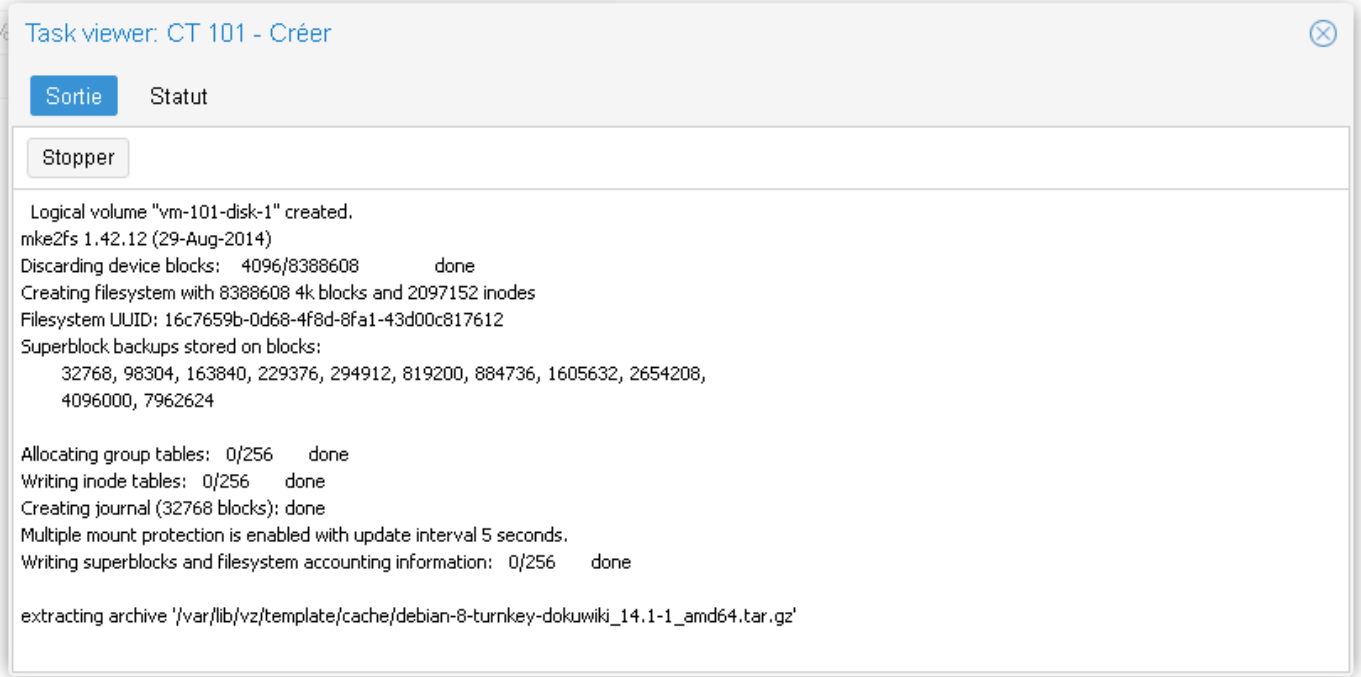 Task viewer: CT 101 - Créer
Sortie Statut
Stopper
Logical volume "vm-101-disk-1" created.
mke2fs 1.42.12 (29-Aug-2014)
Discarding device blocks: 4096/8388608 done
Creating filesystem with 8388608 4k blocks and 2097152 inodes
Filesystem UUID: 16c7659b-0d68-4f8d-8fa1-43d00c817612
Superblock backups stored on blocks:
32768, 98304, 163840, 229376, 294912, 819200, 884736, 1605632, 2654208,
4096000, 7962624
Allocating group tables: 0/256 done
Writing inode tables: 0/256 done
Creating journal (32768 blocks): done
Multiple mount protection is enabled with update interval 5 seconds.
Writing superblocks and filesystem accounting information: 0/256 done
extracting archive '/var/lib/vz/template/cache/debian-8-turnkey-dokuwiki_14.1-1_amd64.tar.gz'